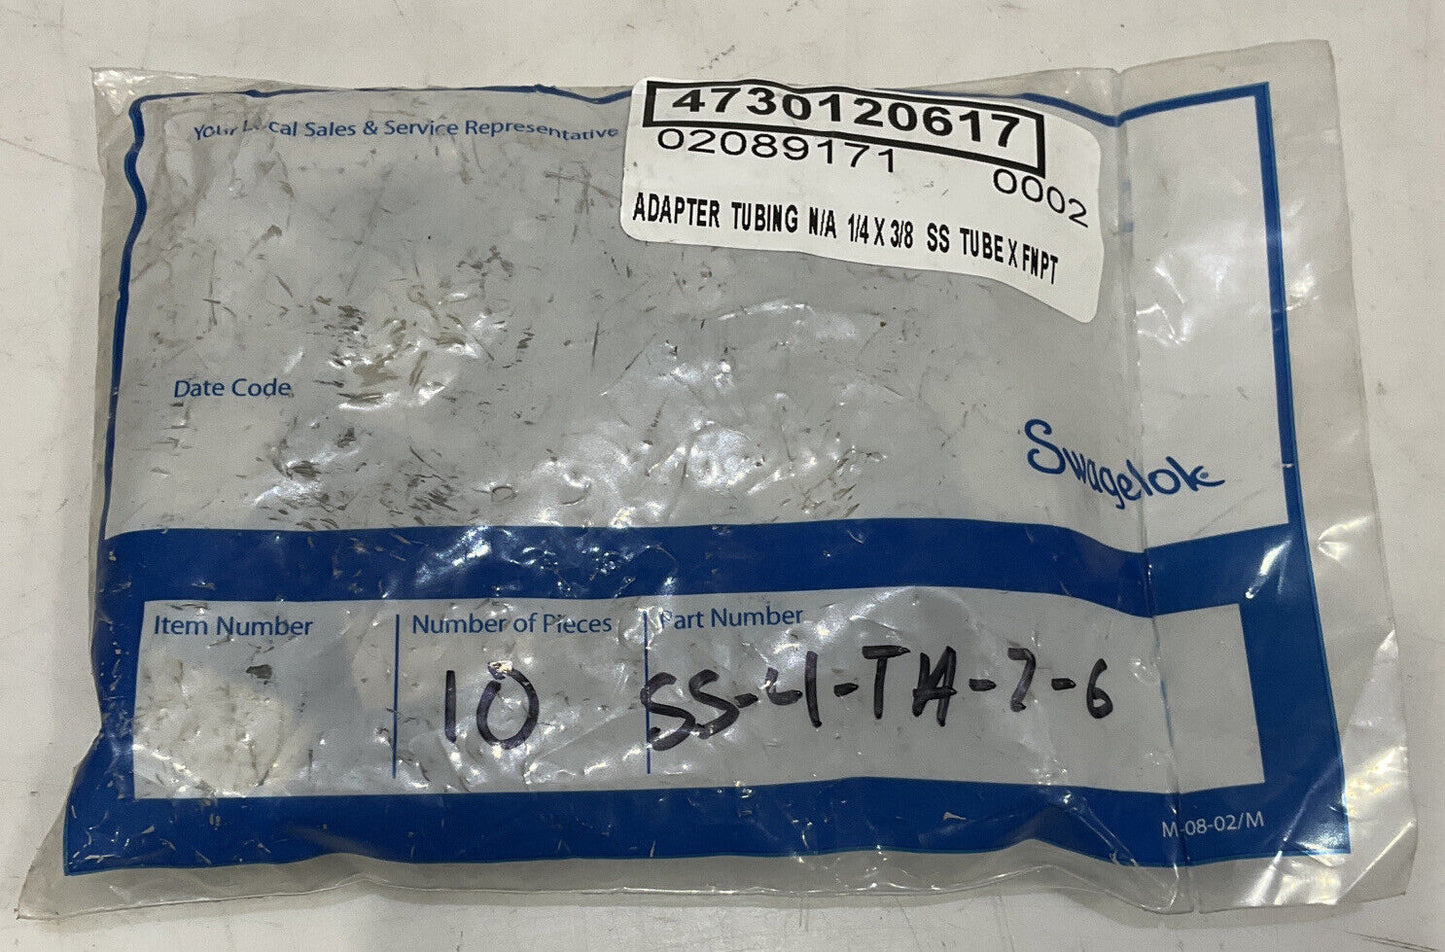 Your Local Sales & Service Representative
4730120617
02089171
0002
ADAPTER TUBING N/A 1/4 X 3/8 SS TUBE X FNPT
Date Code
Swagelok
Item Number
Number of Pieces
Part Number
10
SS-4-TA-7-6
M-08-02/M